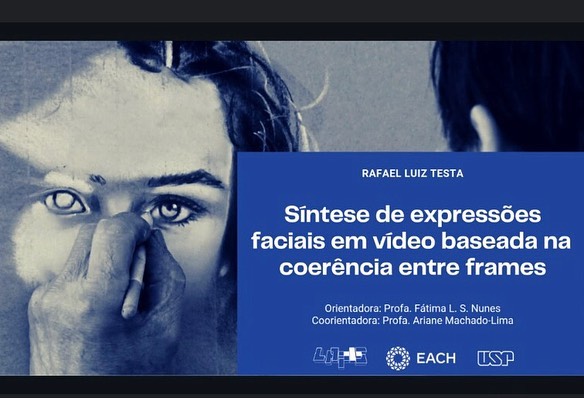 RAFAEL LUIZ TESTA
Síntese de expressões
faciais em vídeo baseada na
coerência entre frames
Orientadora: Profa. Fátima L. S. Nunes
Coorientadora: Profa. Ariane Machado-Lima
EACH
USP